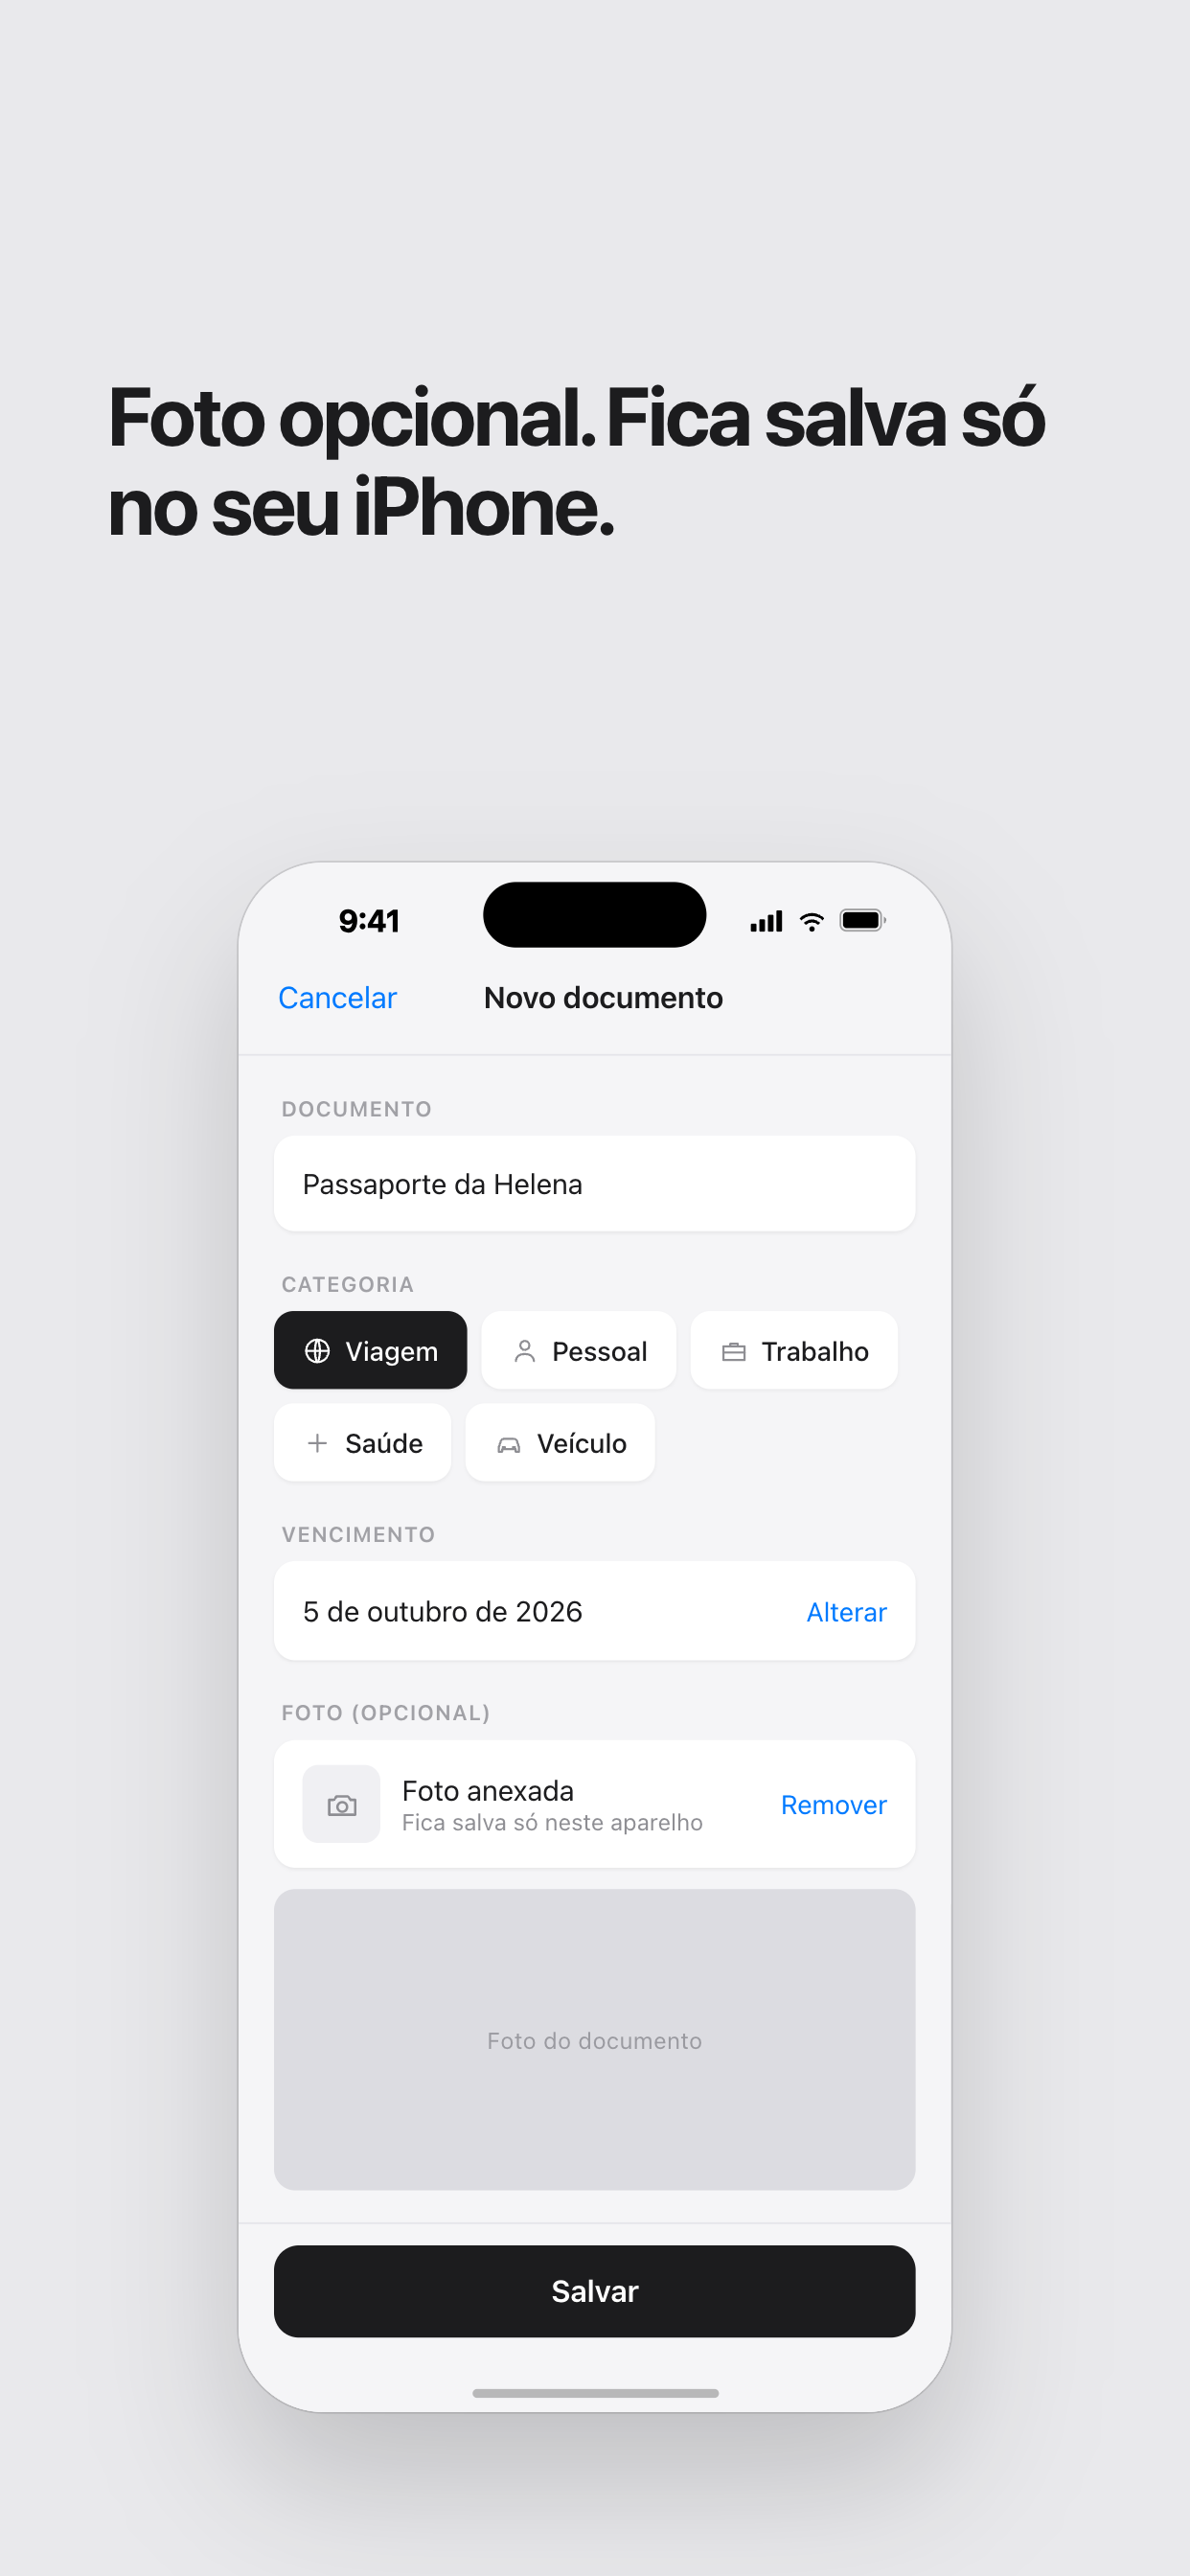 Foto opcional. Fica salva só
no seu iPhone.
9:41
Cancelar
Novo documento
DOCUMENTO
Passaporte da Helena
CATEGORIA
Viagem
Pessoal
Trabalho
Saúde
Veículo
VENCIMENTO
5 de outubro de 2026
Alterar
FOTO (OPCIONAL)
Foto anexada
Fica salva só neste aparelho
Remover
Foto do documento
Salvar